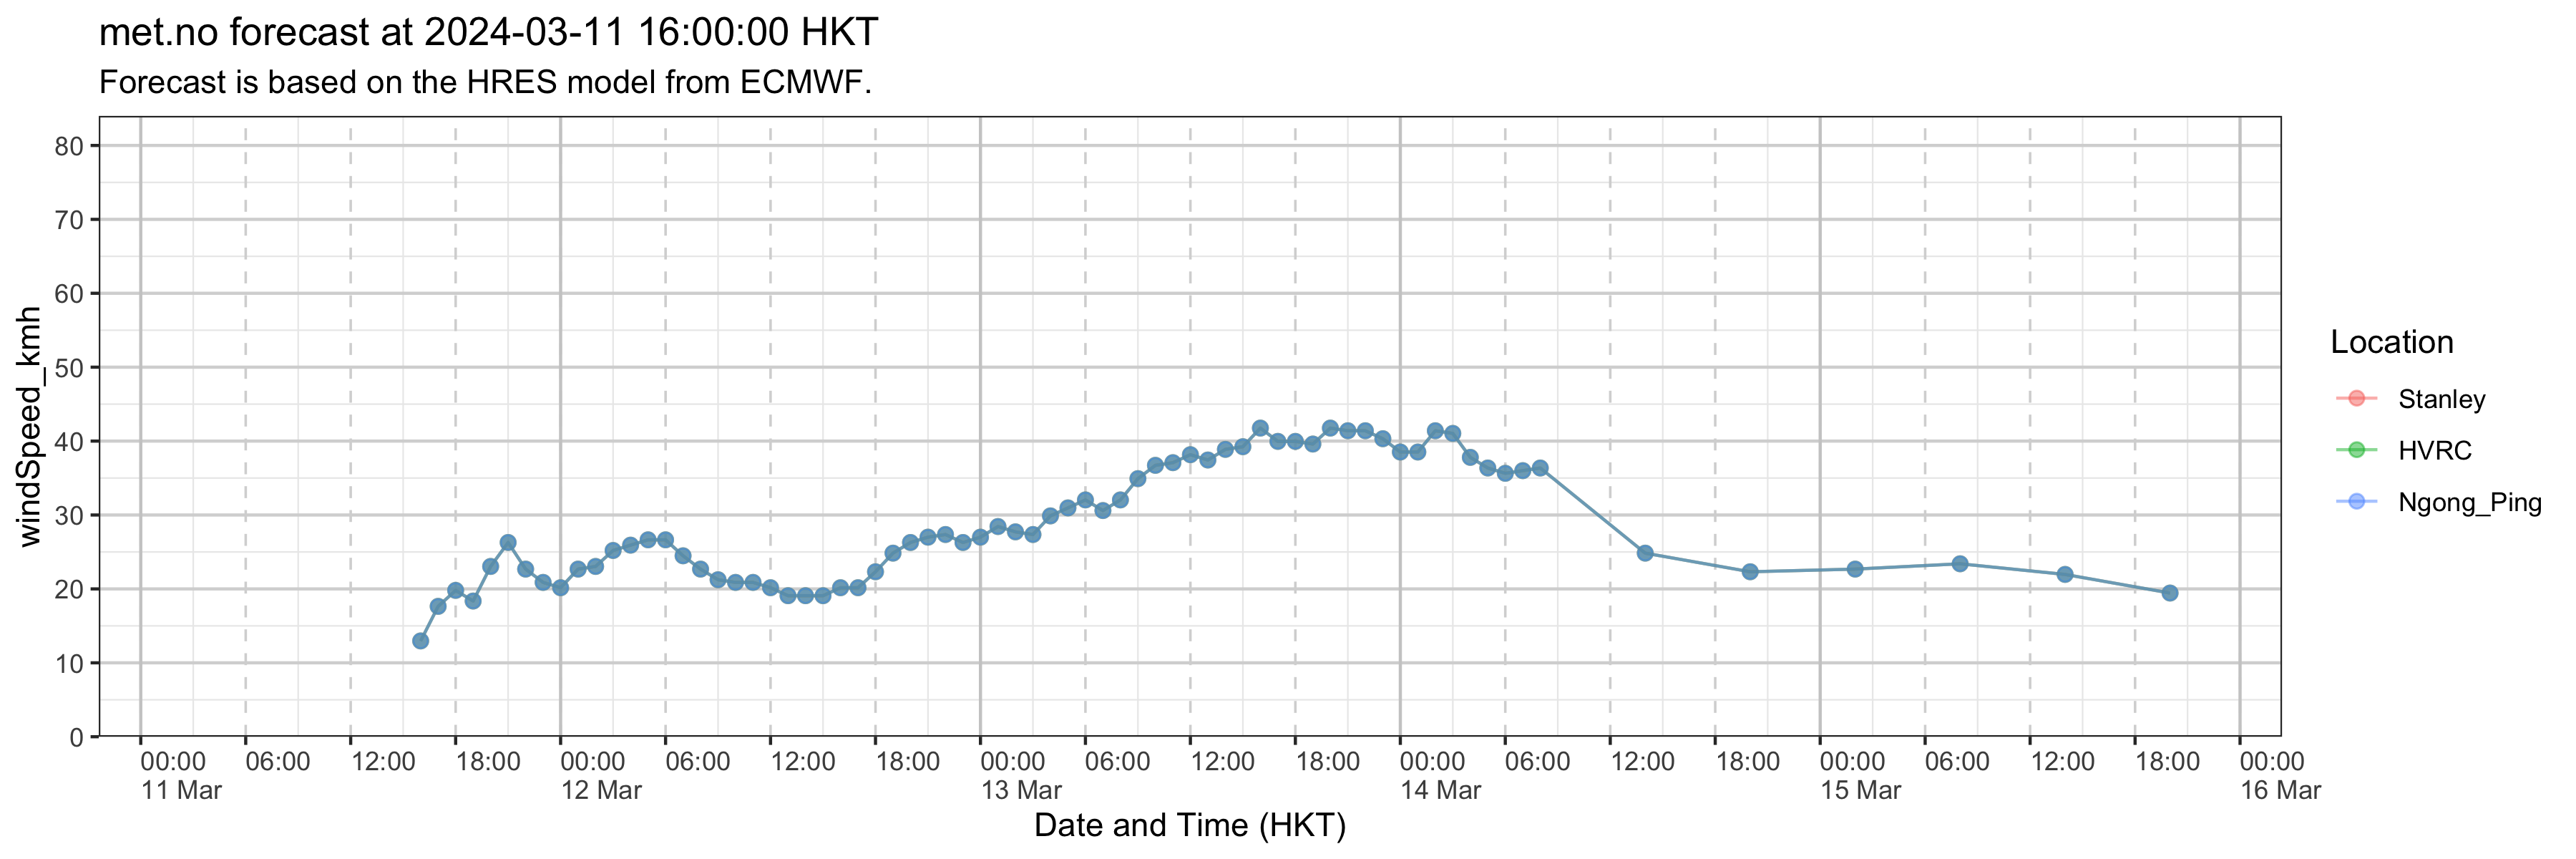 met.no forecast at 2024-03-11 16:00:00 HKT
Forecast is based on the HRES model from ECMWF.
windSpeed_kmh
80
70
60
50
40
30
20
10
0
00:00 06:00 12:00 18:00 00:00 06:00 12:00 18:00 00:00 06:00 12:00 18:00 00:00 06:00 12:00 18:00 00:00 06:00 12:00 18:00 00:00
11 Mar 12 Mar 13 Mar 14 Mar 15 Mar 16 Mar
Date and Time (HKT)
Location
Stanley
HVRC
Ngong_Ping